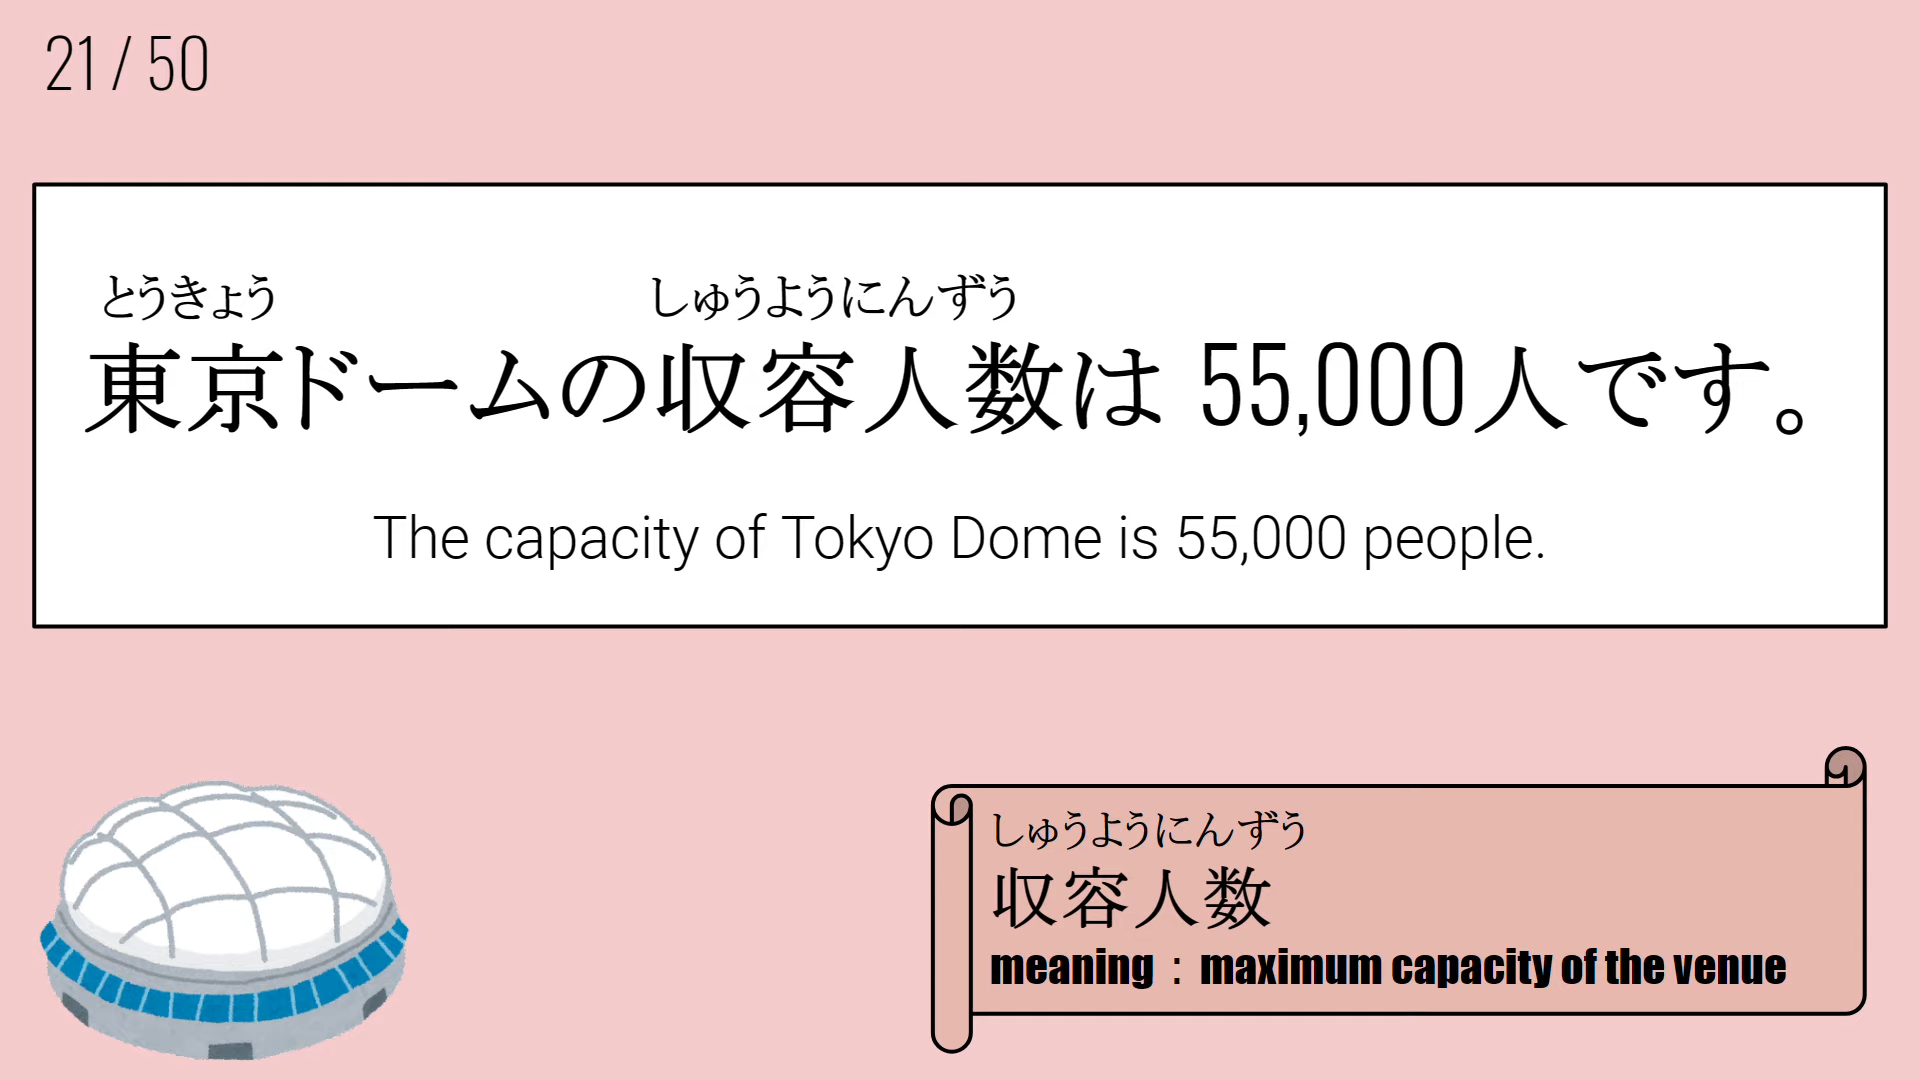 21 / 50
とうきょう しゅうようにんずう
東京ドームの収容人数は 55,000人です。
The capacity of Tokyo Dome is 55,000 people.
しゅうようにんずう
収容人数
meaning：maximum capacity of the venue